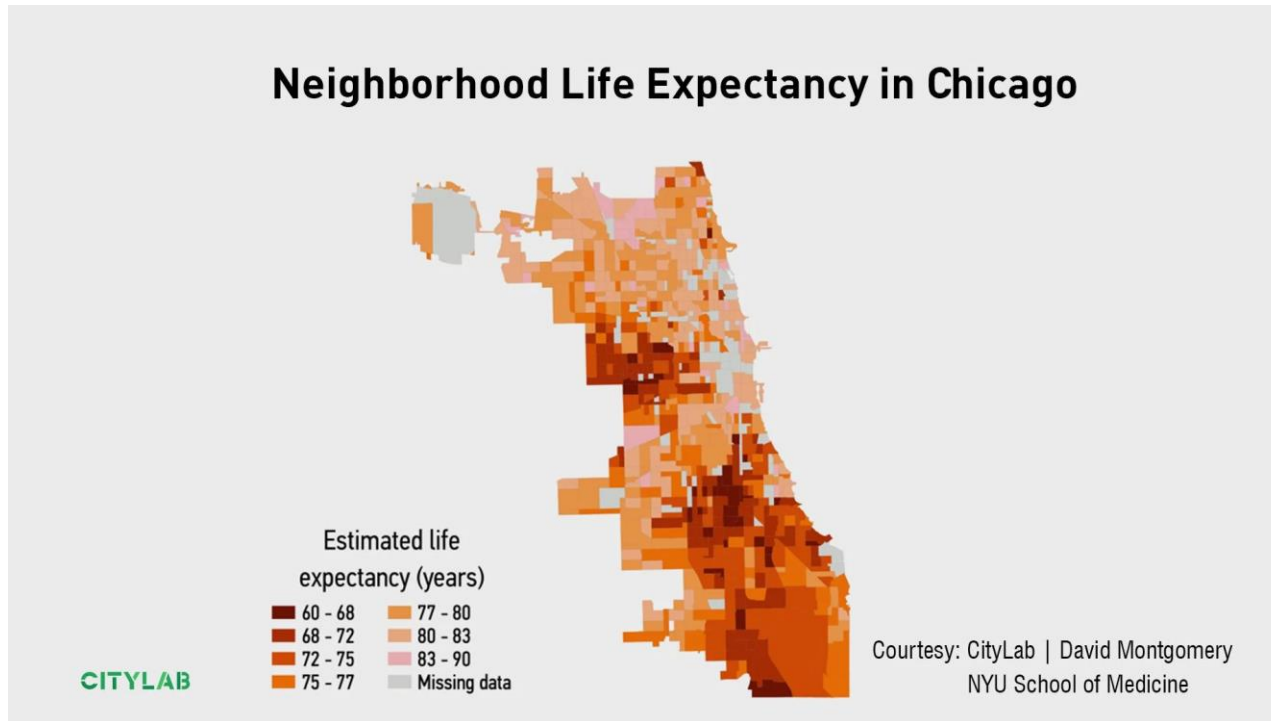 Neighborhood Life Expectancy in Chicago
Estimated life
expectancy (years)
60 - 68
68 - 72
72 - 75
75 - 77
77 - 80
80 - 83
83 - 90
Missing data
CITYLAB
Courtesy: CityLab | David Montgomery
NYU School of Medicine